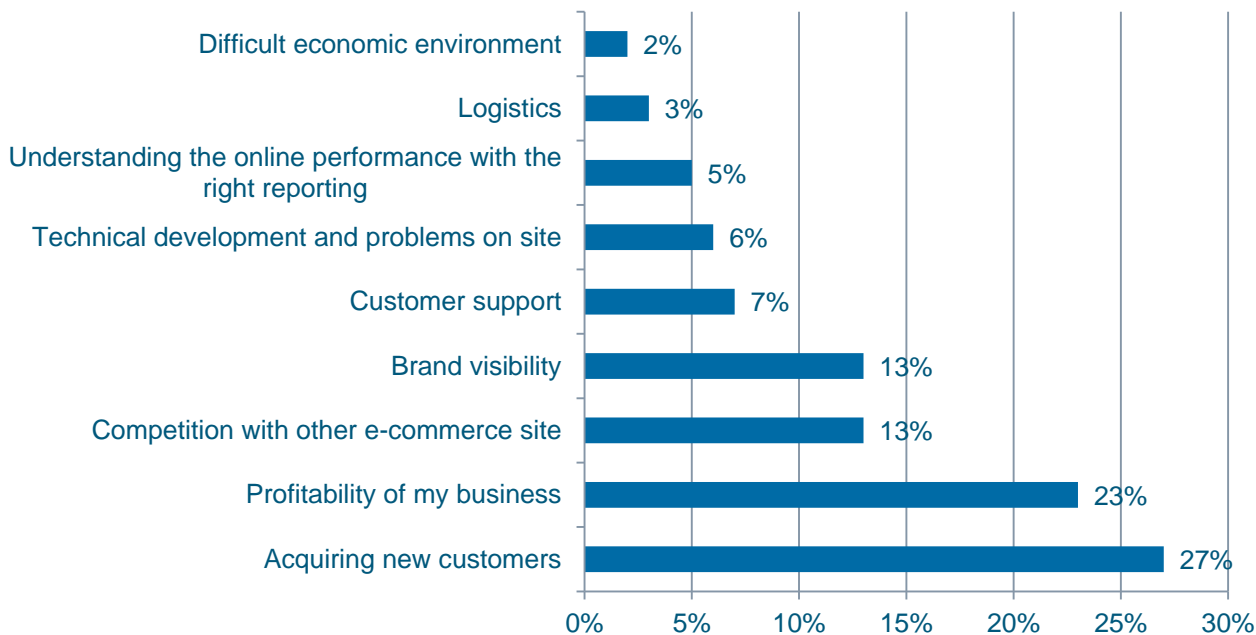 Difficult economic environment 2%
Logistics 3%
Understanding the online performance with the
right reporting 5%
Technical development and problems on site 6%
Customer support 7%
Brand visibility 13%
Competition with other e-commerce site 13%
Profitability of my business 23%
Acquiring new customers 27%
0% 5% 10% 15% 20% 25% 30%